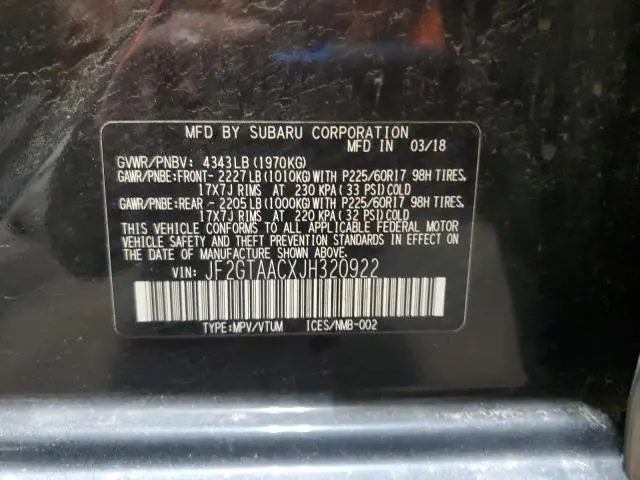 MFD BY SUBARU CORPORATION
MFD IN 03/18
GVWR/PNBV: 4343LB(1970KG)
GAWR/PNBE:FRONT-2227LB(1010KG)WITH P225/60R17 98H TIRES,
17X7J RIMS AT 230 KPA(33 PSI)COLD
GAWR/PNBE:REAR -2205LB(1000KG)WITH P225/60R17 98H TIRES,
17X7J RIMS AT 220 KPA(32 PSI)COLD
THIS VEHICLE CONFORMS TO ALL APPLICABLE FEDERAL MOTOR
VEHICLE SAFETY AND THEFT PREVENTION STANDARDS IN EFFECT ON
THE DATE OF MANUFACTURE SHOWN ABOVE.
VIN: JF2GTAACXJH320922
TYPE:MPV/VTUM ICES/NMB-002